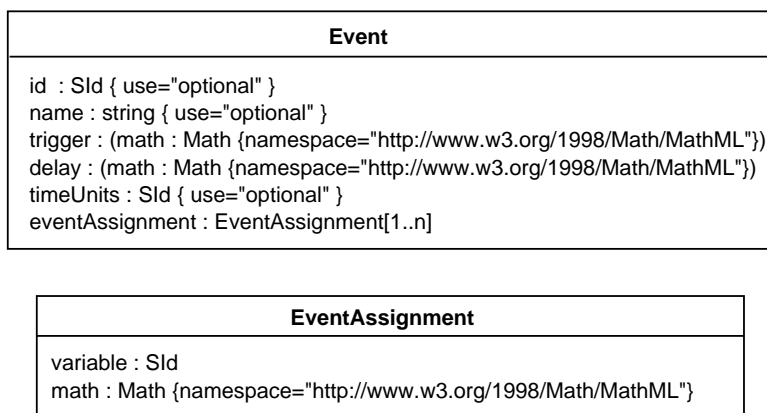 Event
id : SId { use="optional" }
name : string { use="optional" }
trigger : (math : Math {namespace="http://www.w3.org/1998/Math/MathML"})
delay : (math : Math {namespace="http://www.w3.org/1998/Math/MathML"})
timeUnits : SId { use="optional" }
eventAssignment : EventAssignment[1..n]
EventAssignment
variable : SId
math : Math {namespace="http://www.w3.org/1998/Math/MathML"}